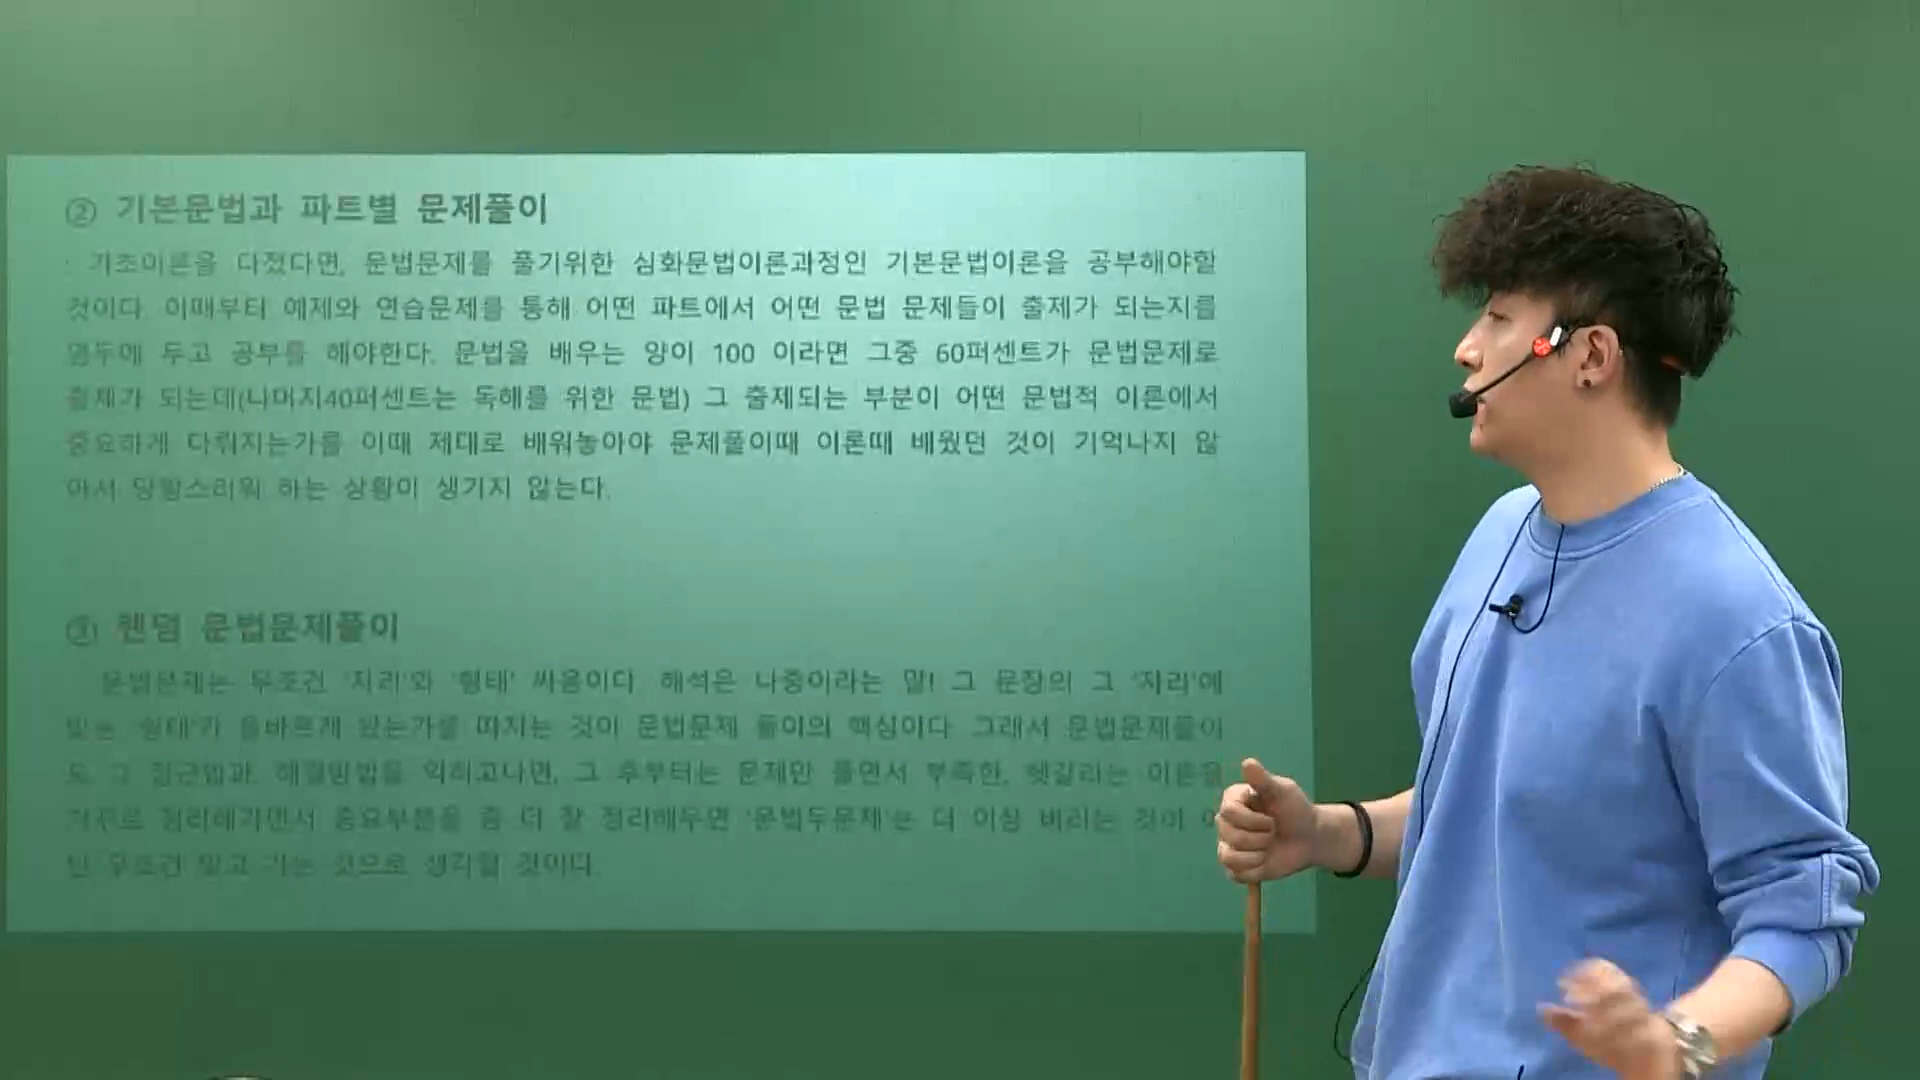 ② 기본문법과 파트별 문제풀이
기초이론을 다졌다면, 문법문제를 풀기위한 심화문법이론과정인 기본문법이론을 공부해야할
것이다. 이때부터 예제와 연습문제를 통해 어떤 파트에서 어떤 문법 문제들이 출제가 되는지를
염두에 두고 공부를 해야한다. 문법을 배우는 양이 100 이라면 그중 60퍼센트가 문법문제로
출제가 되는데(나머지40퍼센트는 독해를 위한 문법) 그 출제되는 부분이 어떤 문법적 이론에서
중요하게 다뤄지는가를 이때 제대로 배워놓아야 문제풀이때 이론때 배웠던 것이 기억나지 않
아서 당황스러워 하는 상황이 생기지 않는다.
③ 랜덤 문법문제풀이
문법문제는 무조건 '자리'와 '형태' 싸움이다. 해석은 나중이라는 말! 그 문장의 그 '자리'에
맞는 '형태'가 올바르게 왔는가를 따지는 것이 문법문제 풀이의 핵심이다. 그래서 문법문제풀이
도 그 접근법과 해결방법을 익히고나면, 그 후부터는 문제만 풀면서 부족한, 헷갈리는 이론을
거꾸로 정리해가면서 중요부분을 좀 더 잘 정리해두면 '문법두문제'는 더 이상 버리는 것이 아
닌 무조건 맞고 가는 것으로 생각할 것이다.